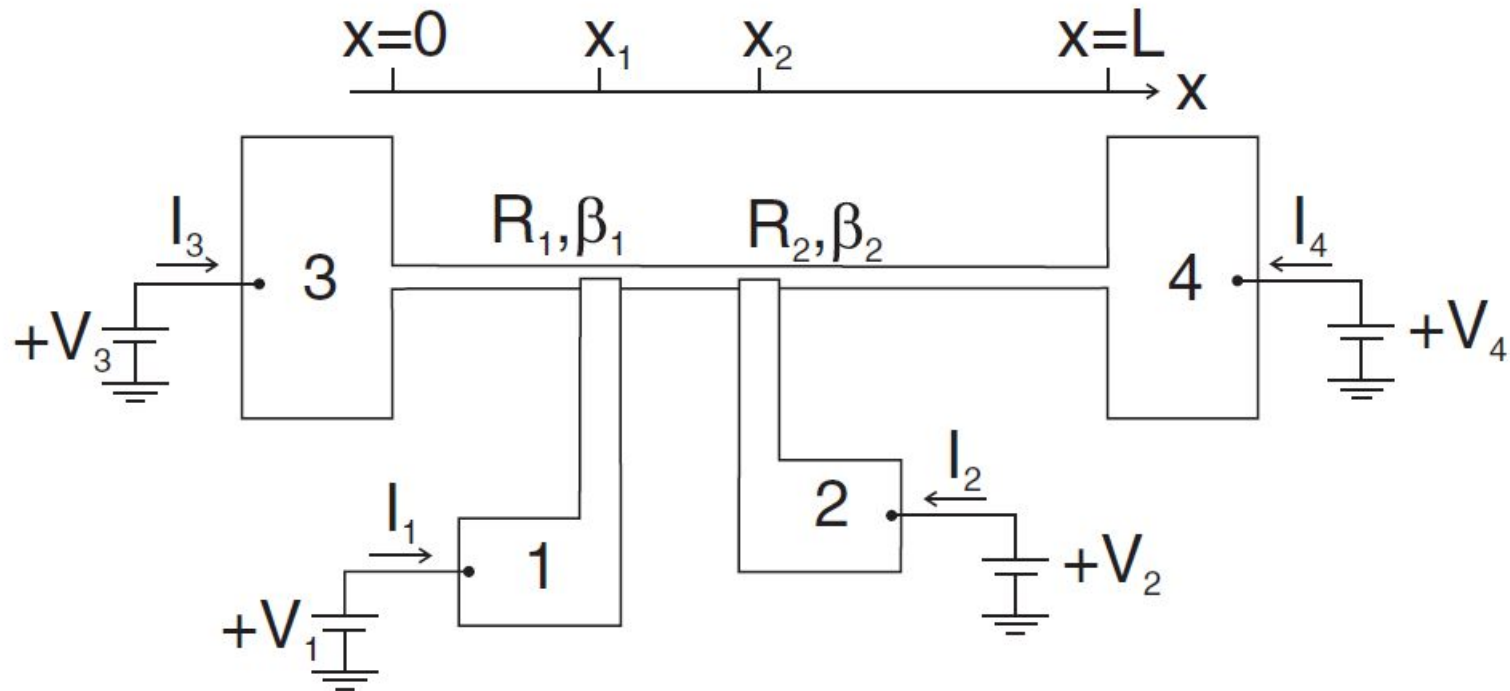 x=0 x₁ x₂ x=L
x
R₁,β₁ R₂,β₂
I₃ I₄
3 4
+V₃ +V₄
I₁ I₂
1 2
+V₁ +V₂